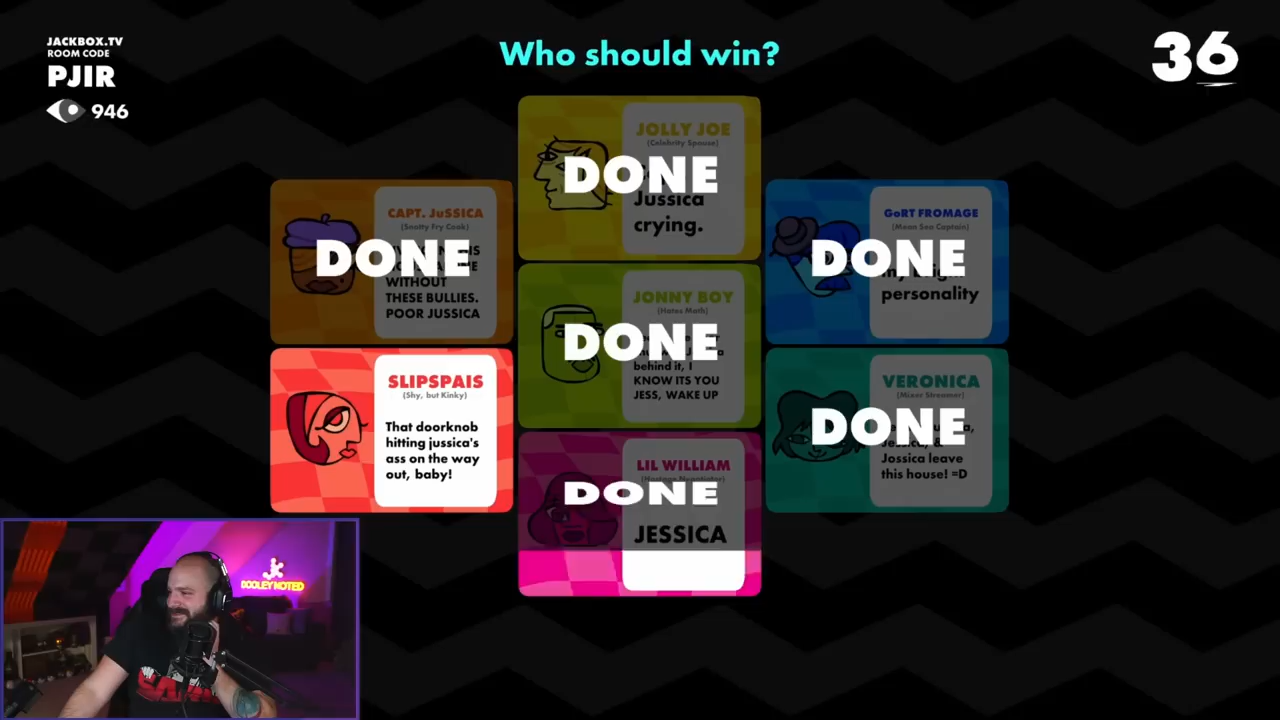 JACKBOX.TV
ROOM CODE
PJIR
946
Who should win?
36
JOLLY JOE
(Celebrity Spouse)
DONE
Jussica
crying.
CAPT. JuSSICA
(Snotty Fry Cook)
DONE
WITHOUT
THESE BULLIES.
POOR JUSSICA
GoRT FROMAGE
(Mean Sea Captain)
DONE
personality
JONNY BOY
(Hates Math)
DONE
behind it, I
KNOW ITS YOU
JESS, WAKE UP
SLIPSPAIS
(Shy, but Kinky)
That doorknob
hitting jussica's
ass on the way
out, baby!
VERONICA
(Mixer Streamer)
DONE
Jossica leave
this house! =D
LIL WILLIAM
DONE
JESSICA
DOOLEY NOTED